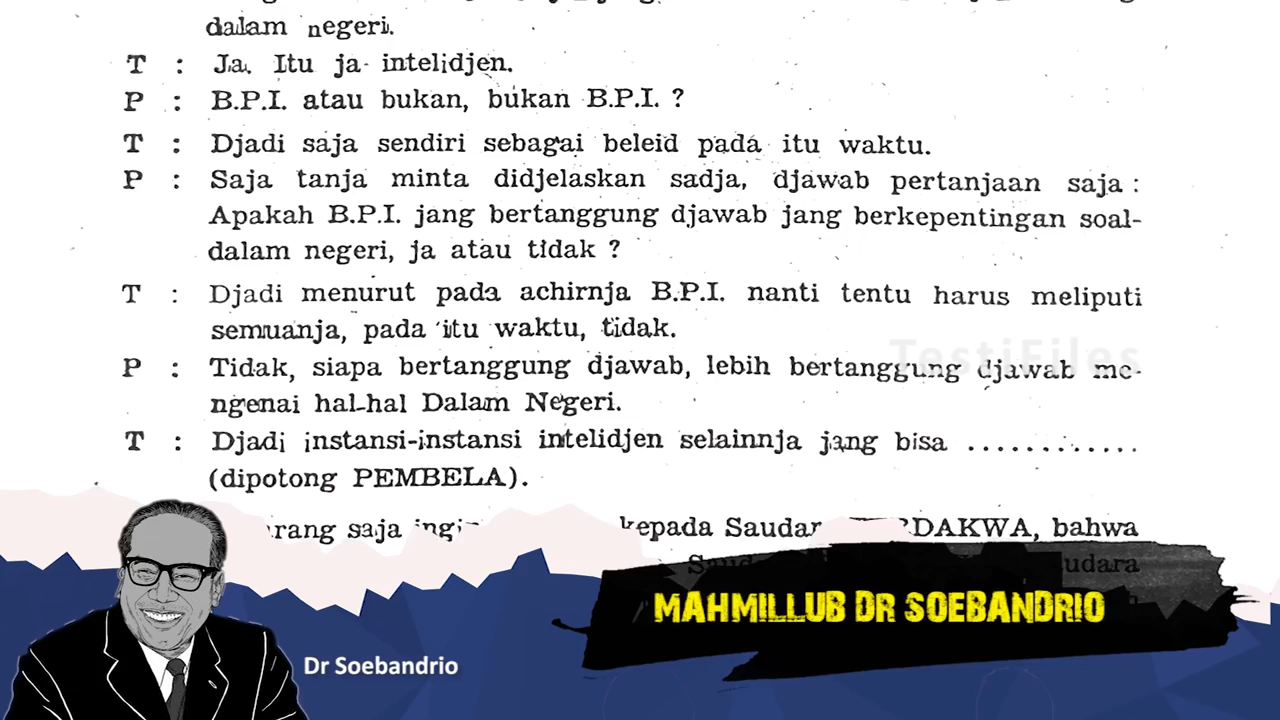 dalam negeri.
T : Ja. Itu ja intelidjen.
P : B.P.I. atau bukan, bukan B.P.I. ?
T : Djadi saja sendiri sebagai beleid pada itu waktu.
P : Saja tanja minta didjelaskan sadja, djawab pertanjaan saja :
Apakah B.P.I. jang bertanggung djawab jang berkepentingan soal-
dalam negeri, ja atau tidak ?
T : Djadi menurut pada achirnja B.P.I. nanti tentu harus meliputi
semuanja, pada itu waktu, tidak.
TestiFiles
P : Tidak, siapa bertanggung djawab, lebih bertanggung djawab me-
ngenai hal-hal Dalam Negeri.
T : Djadi instansi-instansi intelidjen selainnja jang bisa ..............
(dipotong PEMBELA).
saja kepada DAKWA, bahwa
MAHMILLUB DR SOEBANDRIO
Dr Soebandrio